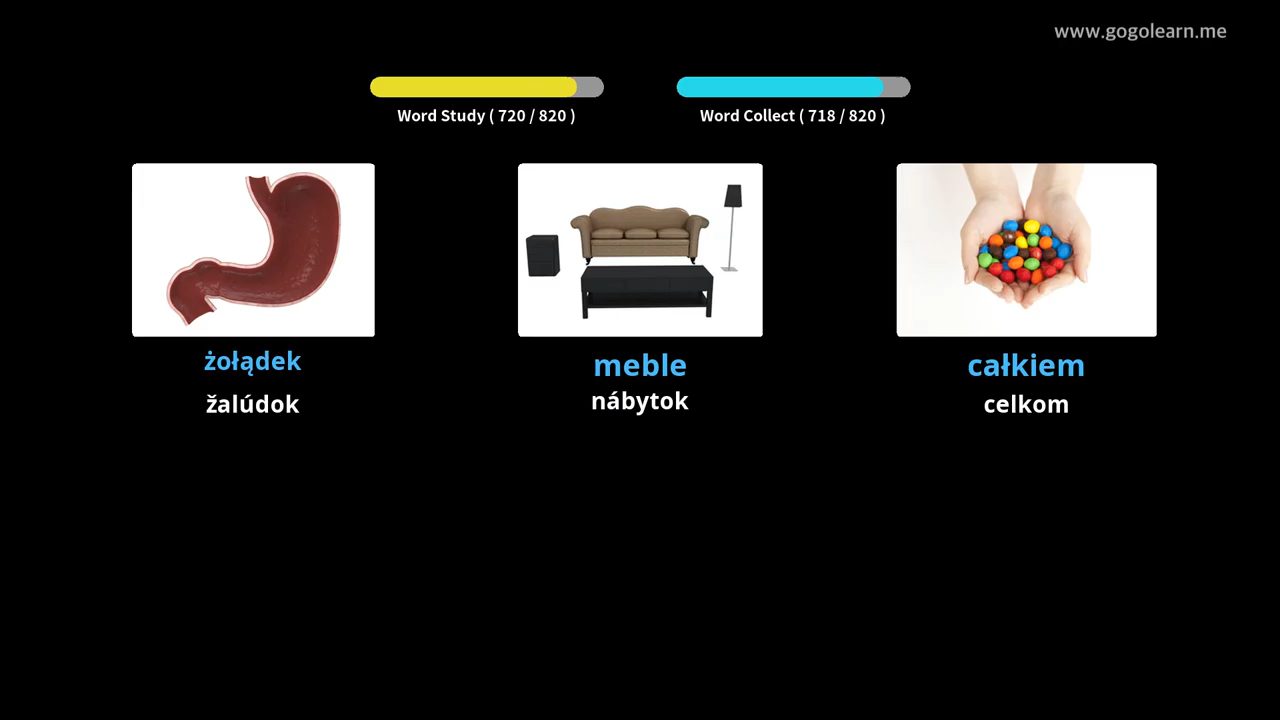 www.gogolearn.me
Word Study ( 720 / 820 )
Word Collect ( 718 / 820 )
żołądek
žalúdok
meble
nábytok
całkiem
celkom